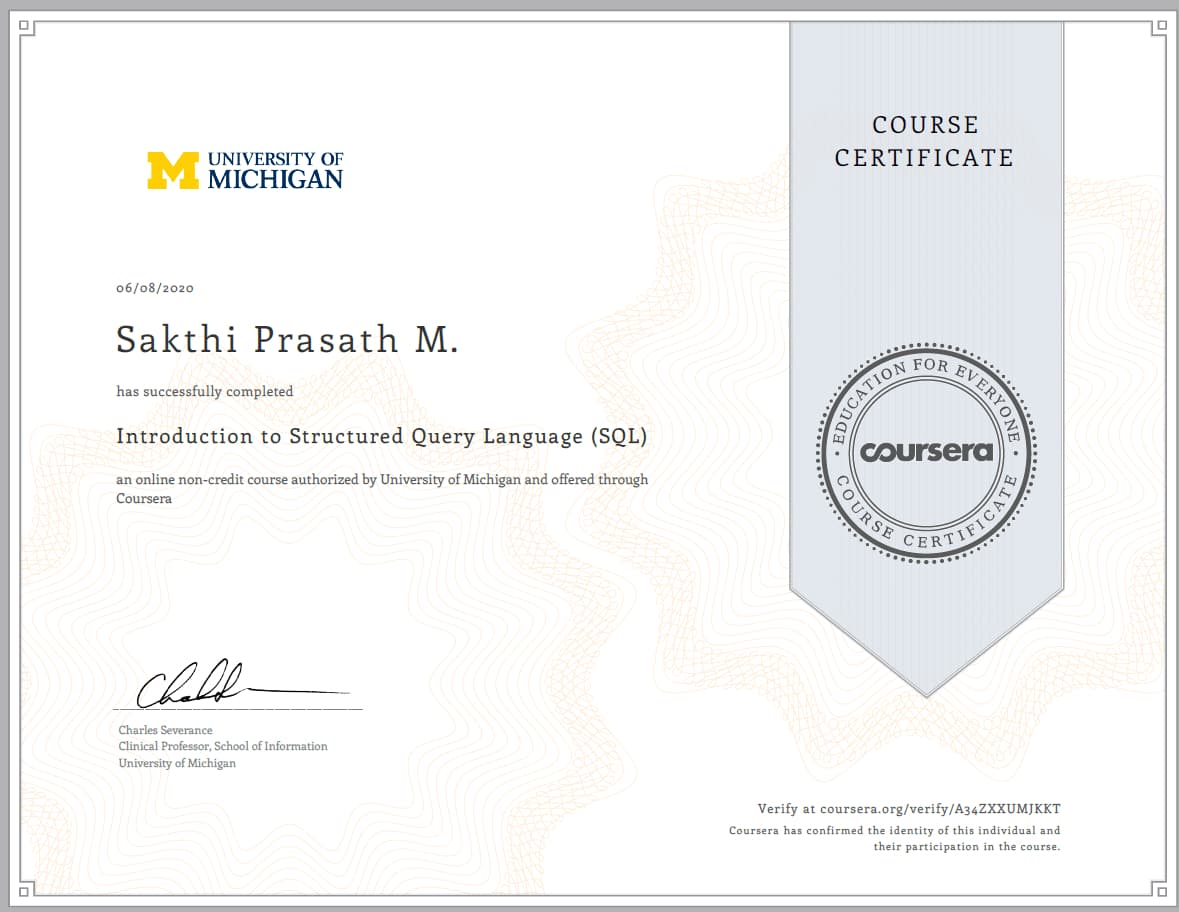 UNIVERSITY OF
MICHIGAN
COURSE
CERTIFICATE
06/08/2020
Sakthi Prasath M.
has successfully completed
Introduction to Structured Query Language (SQL)
an online non-credit course authorized by University of Michigan and offered through
Coursera
EDUCATION FOR EVERYONE
coursera
COURSE CERTIFICATE
Charles Severance
Clinical Professor, School of Information
University of Michigan
Verify at coursera.org/verify/A34ZXXUMJKKT
Coursera has confirmed the identity of this individual and
their participation in the course.